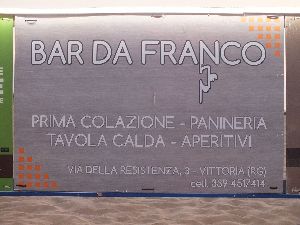 BAR DA FRANCO
PRIMA COLAZIONE - PANINERIA
TAVOLA CALDA - APERITIVI
VIA DELLA RESISTENZA, 3 - VITTORIA (RG)
cell. 339 4517414